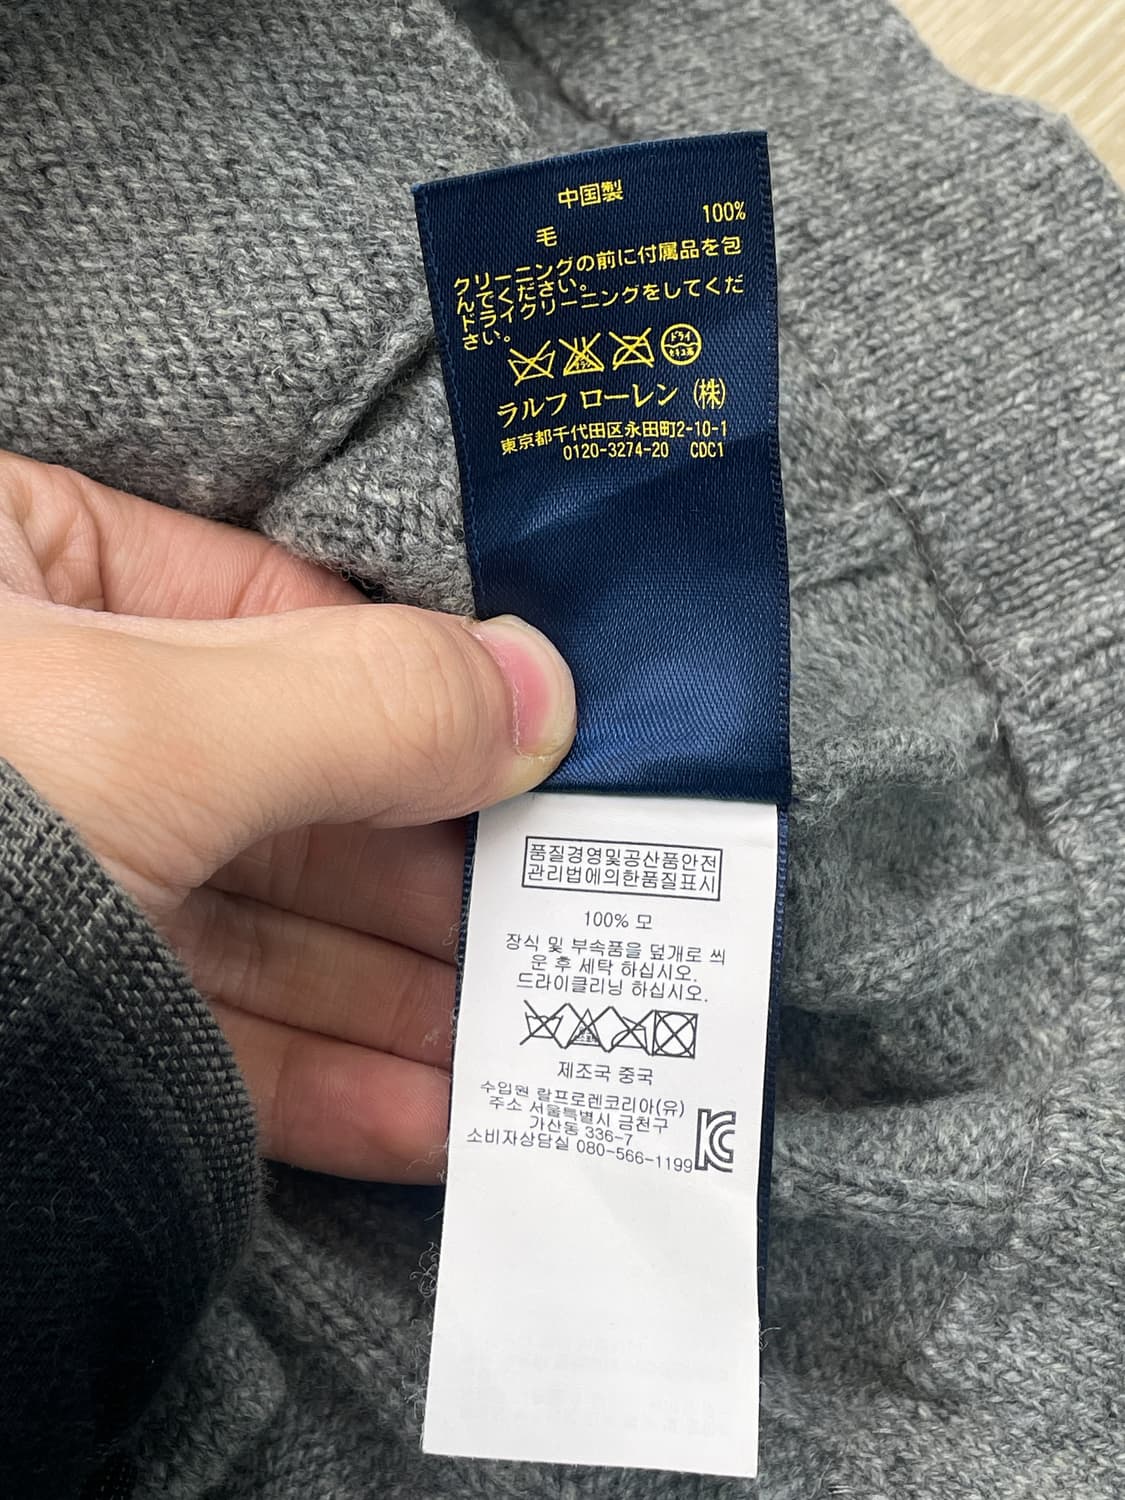 中国製
毛 100%
クリーニングの前に付属品を包
んでください。
ドライクリーニングをしてくだ
さい。
ドライ
セキユ系
ラルフ ローレン (株)
東京都千代田区永田町2-10-1
0120-3274-20 CDC1
품질경영및공산품안전
관리법에의한품질표시
100% 모
장식 및 부속품을 덮개로 씌
운 후 세탁 하십시오.
드라이클리닝 하십시오.
제조국 중국
수입원 랄프로렌코리아(유)
주소 서울특별시 금천구
가산동 336-7
소비자상담실 080-566-1199